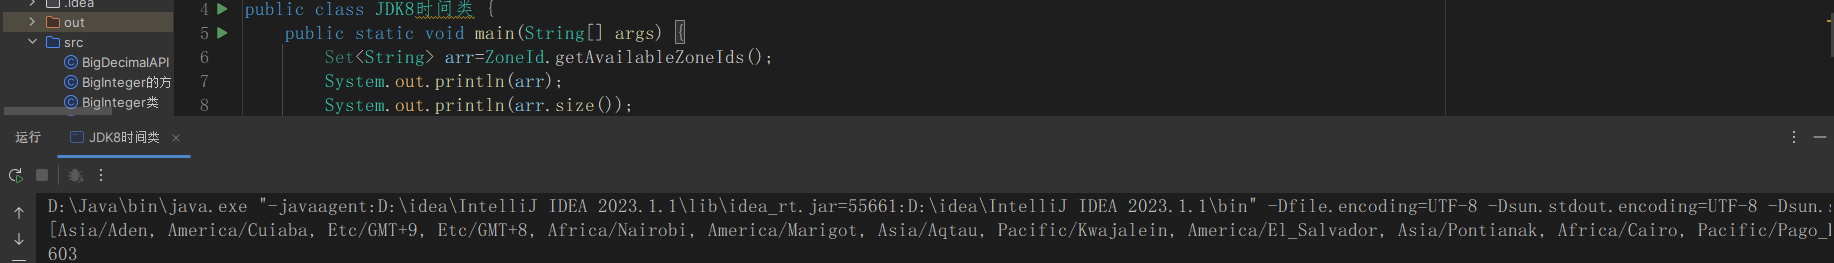 .idea
out
src
BigDecimalAPI
BigInteger的方
BigInteger类
4 public class JDK8时间类 {
5 public static void main(String[] args) {
6 Set<String> arr=ZoneId.getAvailableZoneIds();
7 System.out.println(arr);
8 System.out.println(arr.size());
运行 JDK8时间类 ×
D:\Java\bin\java.exe "-javaagent:D:\idea\IntelliJ IDEA 2023.1.1\lib\idea_rt.jar=55661:D:\idea\IntelliJ IDEA 2023.1.1\bin" -Dfile.encoding=UTF-8 -Dsun.stdout.encoding=UTF-8 -Dsun.
[Asia/Aden, America/Cuiaba, Etc/GMT+9, Etc/GMT+8, Africa/Nairobi, America/Marigot, Asia/Aqtau, Pacific/Kwajalein, America/El_Salvador, Asia/Pontianak, Africa/Cairo, Pacific/Pago_
603